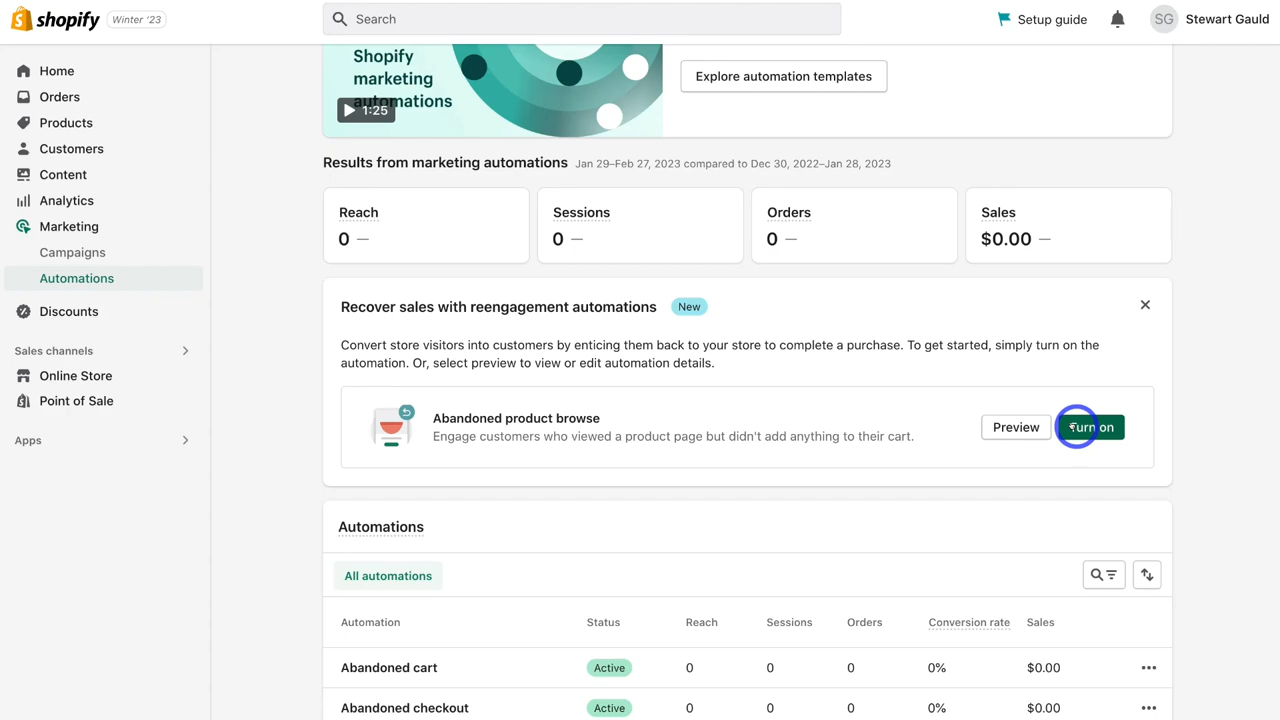 shopify Winter '23
Search
Setup guide
SG Stewart Gauld
Home
Orders
Products
Customers
Content
Analytics
Marketing
Campaigns
Automations
Discounts
Sales channels
Online Store
Point of Sale
Apps
Shopify
marketing
automations
1:25
Explore automation templates
Results from marketing automations Jan 29–Feb 27, 2023 compared to Dec 30, 2022–Jan 28, 2023
Reach
0 —
Sessions
0 —
Orders
0 —
Sales
$0.00 —
Recover sales with reengagement automations New
Convert store visitors into customers by enticing them back to your store to complete a purchase. To get started, simply turn on the
automation. Or, select preview to view or edit automation details.
Abandoned product browse
Engage customers who viewed a product page but didn't add anything to their cart.
Preview
Turn on
Automations
All automations
Automation Status Reach Sessions Orders Conversion rate Sales
Abandoned cart Active 0 0 0 0% $0.00
Abandoned checkout Active 0 0 0 0% $0.00